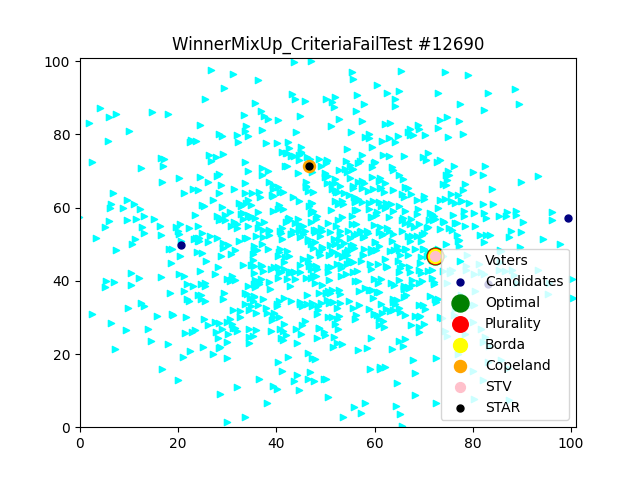 WinnerMixUp_CriteriaFailTest #12690
100
80
60
40
20
0
0 20 40 60 80 100
Voters
Candidates
Optimal
Plurality
Borda
Copeland
STV
STAR